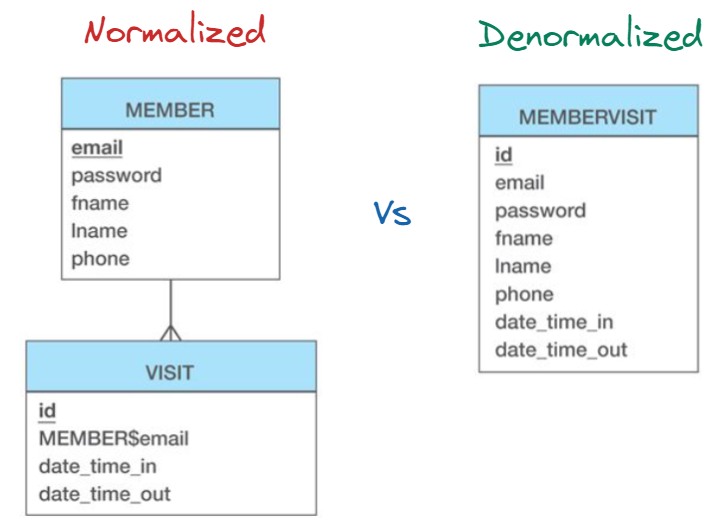 Normalized
MEMBER
email
password
fname
lname
phone
VISIT
id
MEMBER$email
date_time_in
date_time_out
Vs
Denormalized
MEMBERVISIT
id
email
password
fname
lname
phone
date_time_in
date_time_out